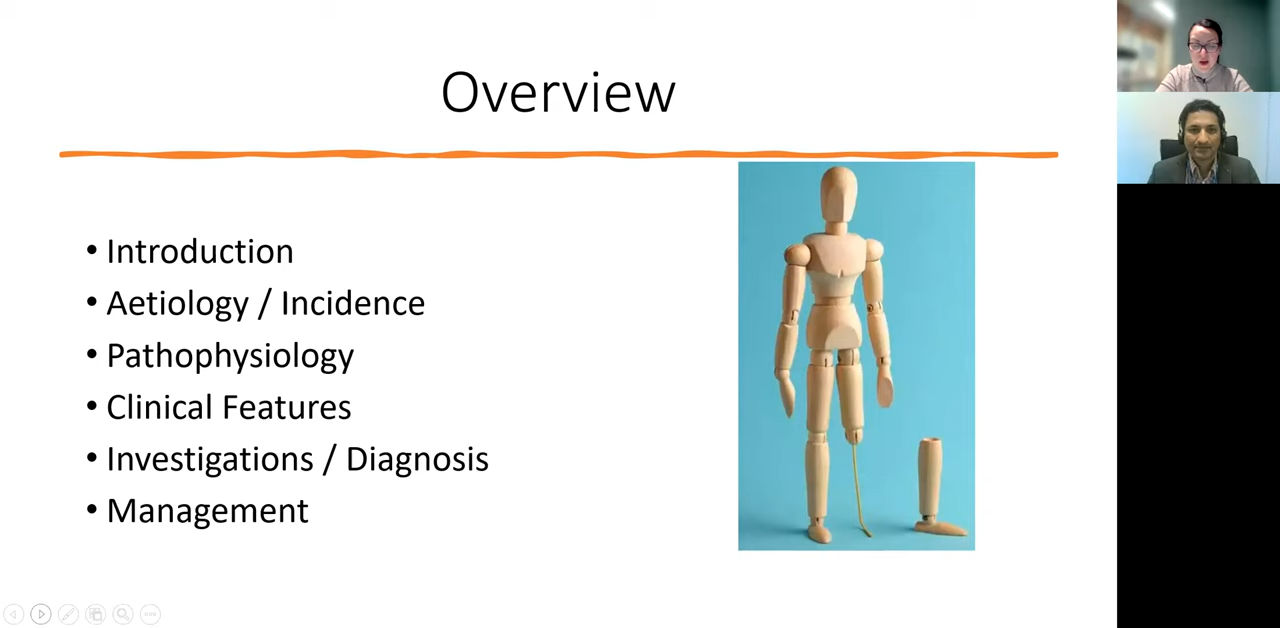 Overview
• Introduction
• Aetiology / Incidence
• Pathophysiology
• Clinical Features
• Investigations / Diagnosis
• Management